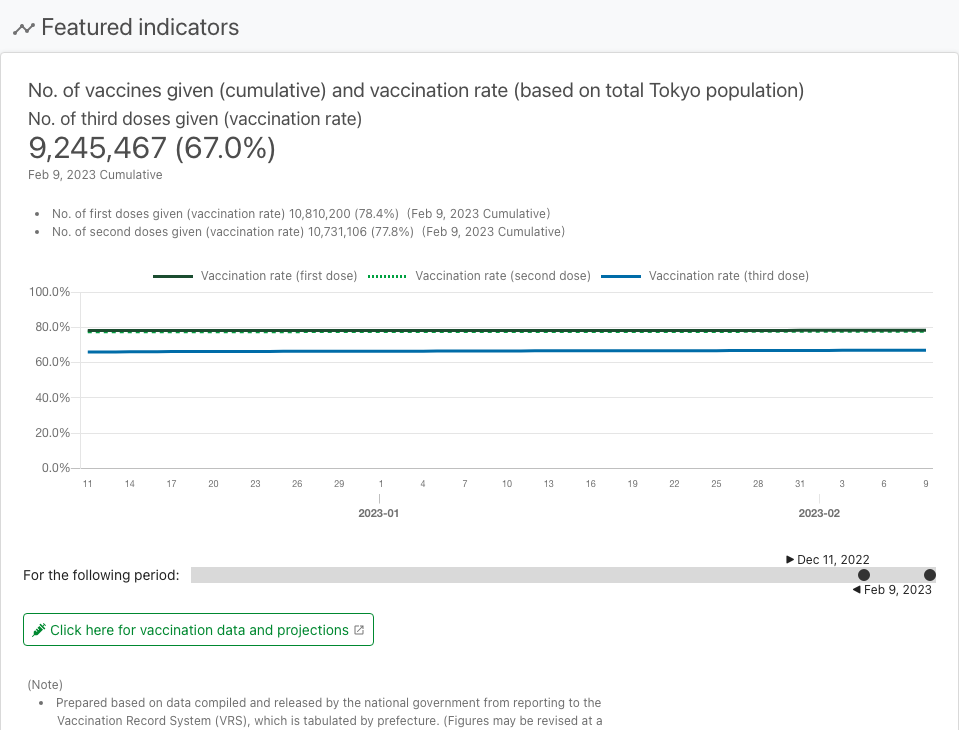 Featured indicators
No. of vaccines given (cumulative) and vaccination rate (based on total Tokyo population)
No. of third doses given (vaccination rate)
9,245,467 (67.0%)
Feb 9, 2023 Cumulative
• No. of first doses given (vaccination rate) 10,810,200 (78.4%) (Feb 9, 2023 Cumulative)
• No. of second doses given (vaccination rate) 10,731,106 (77.8%) (Feb 9, 2023 Cumulative)
Vaccination rate (first dose) Vaccination rate (second dose) Vaccination rate (third dose)
100.0%
80.0%
60.0%
40.0%
20.0%
0.0%
11 14 17 20 23 26 29 1 4 7 10 13 16 19 22 25 28 31 3 6 9
2023-01 2023-02
Dec 11, 2022
For the following period:
Feb 9, 2023
Click here for vaccination data and projections
(Note)
• Prepared based on data compiled and released by the national government from reporting to the
Vaccination Record System (VRS), which is tabulated by prefecture. (Figures may be revised at a